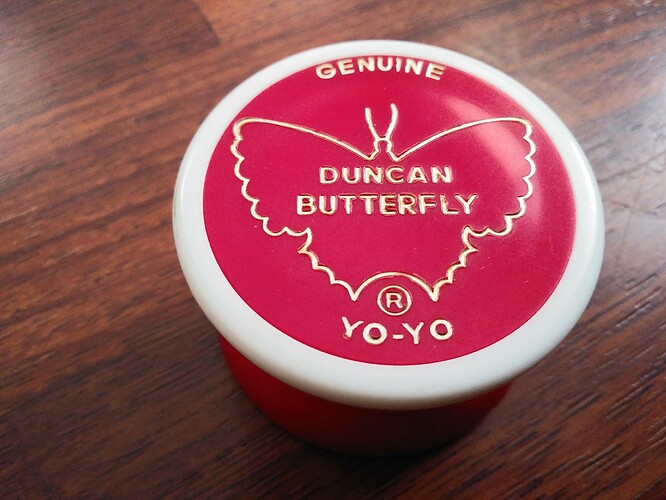 GENUINE
DUNCAN
BUTTERFLY
®
YO-YO